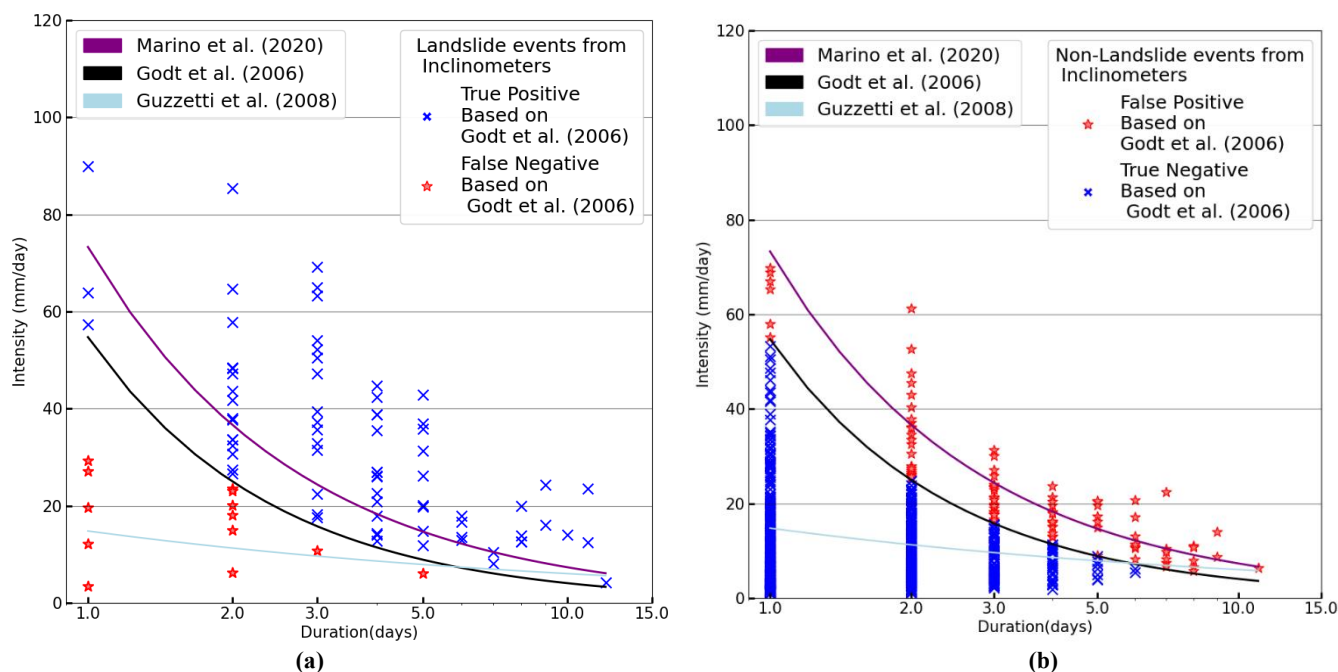 120
100
80
60
40
20
0
Intensity (mm/day)
Marino et al. (2020)
Godt et al. (2006)
Guzzetti et al. (2008)
Landslide events from
Inclinometers
True Positive
Based on
Godt et al. (2006)
False Negative
Based on
Godt et al. (2006)
1.0 2.0 3.0 5.0 10.0 15.0
Duration(days)
(a)
120
100
80
60
40
20
0
Intensity (mm/day)
Marino et al. (2020)
Godt et al. (2006)
Guzzetti et al. (2008)
Non-Landslide events from
Inclinometers
False Positive
Based on
Godt et al. (2006)
True Negative
Based on
Godt et al. (2006)
1.0 2.0 3.0 5.0 10.0 15.0
Duration(days)
(b)